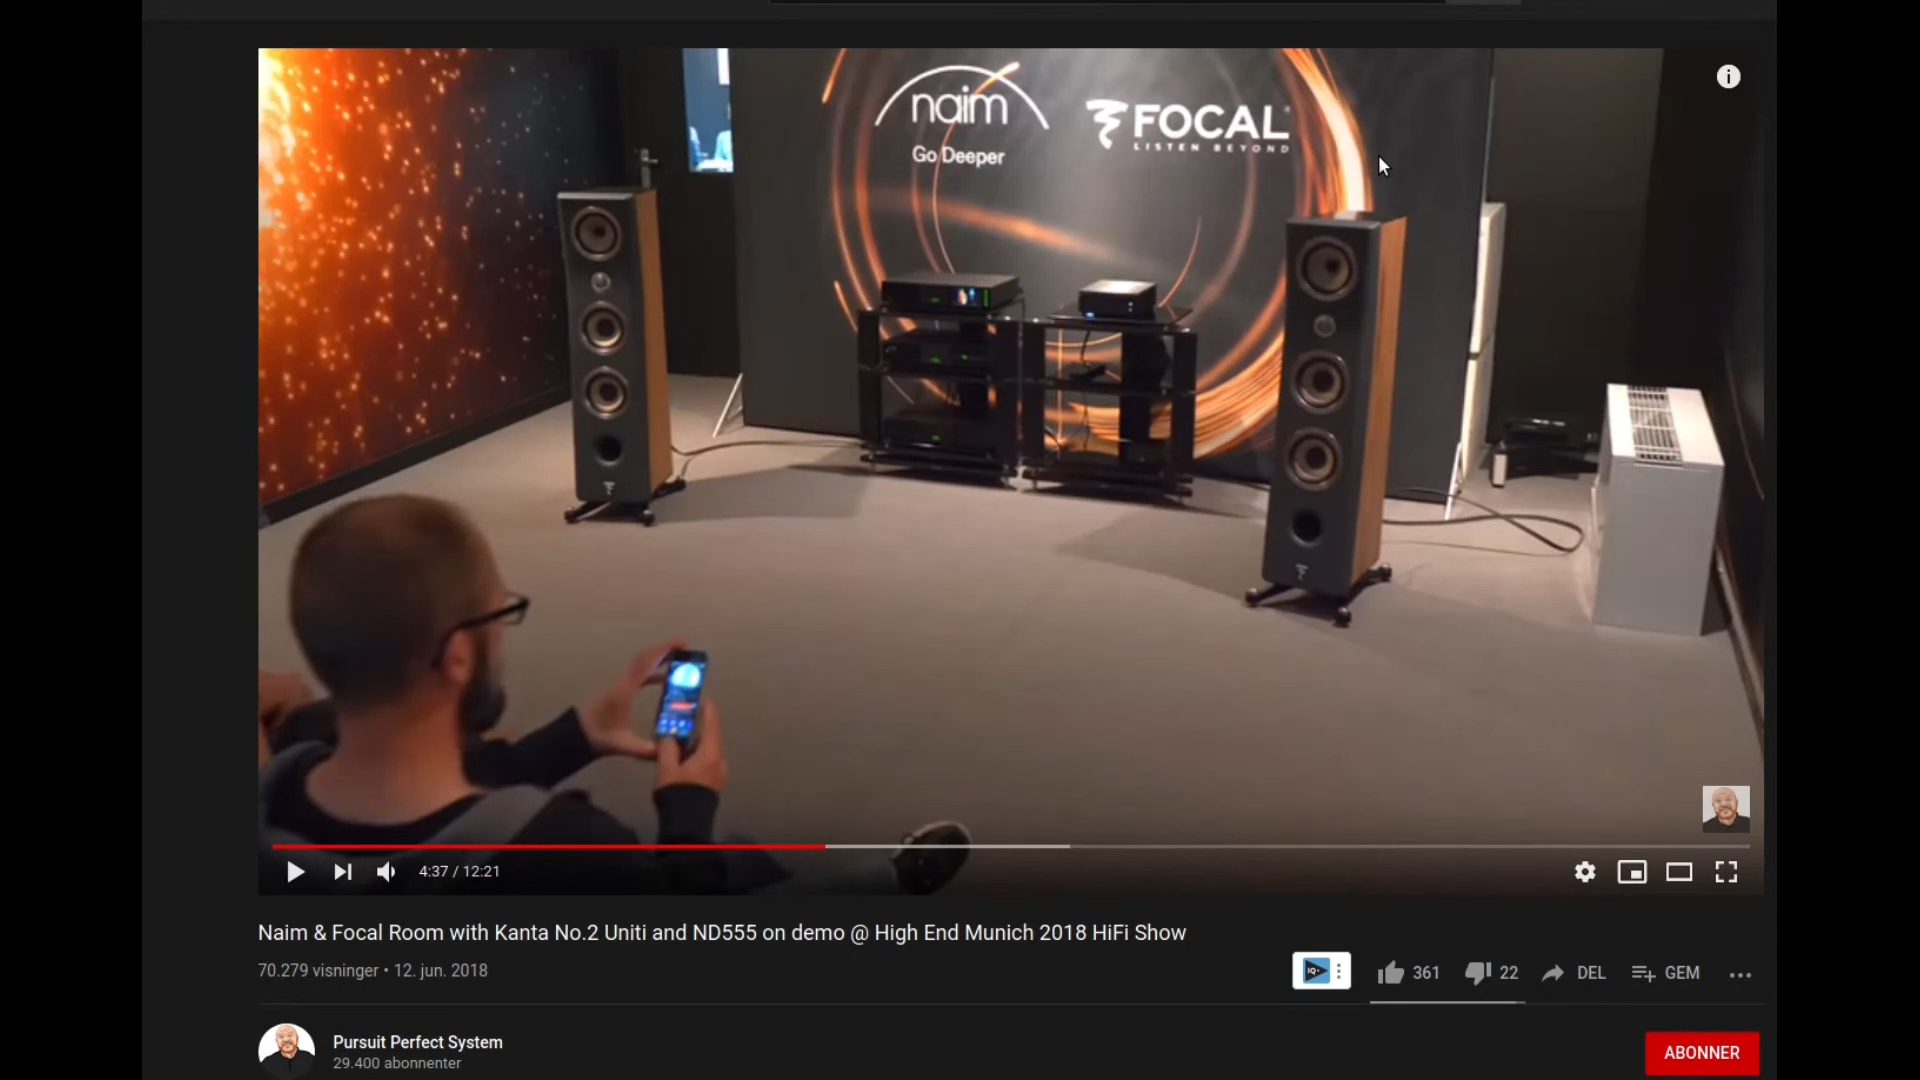 naim
Go Deeper
FOCAL
LISTEN BEYOND
4:37 / 12:21
Naim & Focal Room with Kanta No.2 Uniti and ND555 on demo @ High End Munich 2018 HiFi Show
70.279 visninger • 12. jun. 2018
IQ+
361
22
DEL
GEM
Pursuit Perfect System
29.400 abonnenter
ABONNER